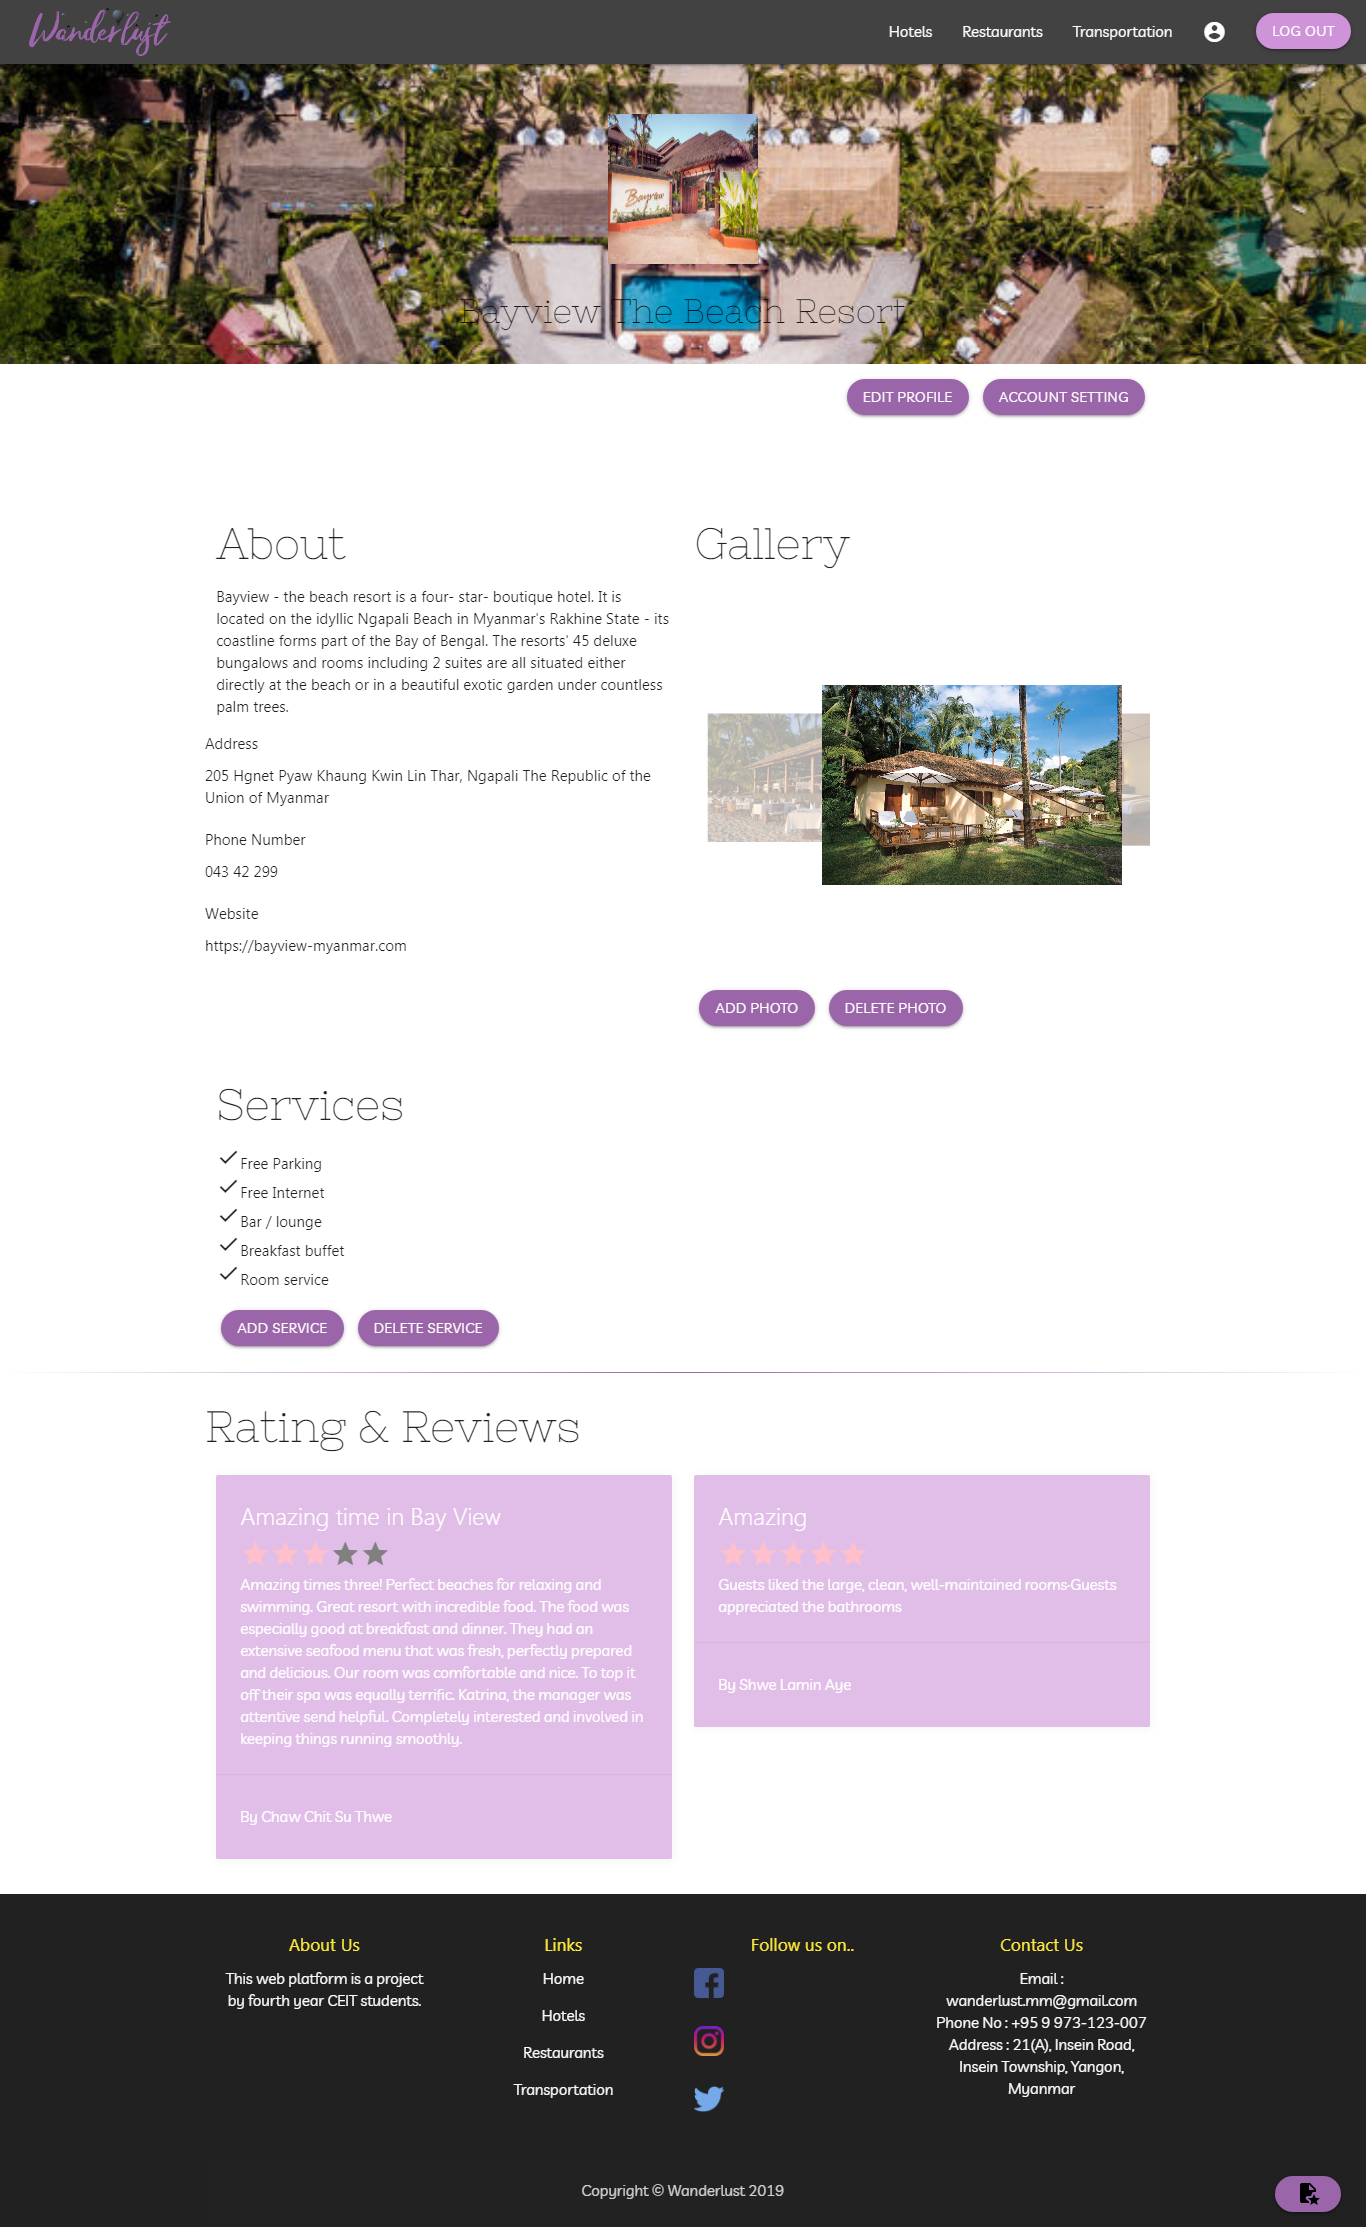 Wanderlust
Hotels
Restaurants
Transportation
LOG OUT
Bayview
Bayview The Beach Resort
EDIT PROFILE
ACCOUNT SETTING
About
Bayview - the beach resort is a four- star- boutique hotel. It is
located on the idyllic Ngapali Beach in Myanmar's Rakhine State - its
coastline forms part of the Bay of Bengal. The resorts' 45 deluxe
bungalows and rooms including 2 suites are all situated either
directly at the beach or in a beautiful exotic garden under countless
palm trees.
Address
205 Hgnet Pyaw Khaung Kwin Lin Thar, Ngapali The Republic of the
Union of Myanmar
Phone Number
043 42 299
Website
https://bayview-myanmar.com
Gallery
ADD PHOTO
DELETE PHOTO
Services
Free Parking
Free Internet
Bar / lounge
Breakfast buffet
Room service
ADD SERVICE
DELETE SERVICE
Rating & Reviews
Amazing time in Bay View
Amazing times three! Perfect beaches for relaxing and
swimming. Great resort with incredible food. The food was
especially good at breakfast and dinner. They had an
extensive seafood menu that was fresh, perfectly prepared
and delicious. Our room was comfortable and nice. To top it
off their spa was equally terrific. Katrina, the manager was
attentive send helpful. Completely interested and involved in
keeping things running smoothly.
By Chaw Chit Su Thwe
Amazing
Guests liked the large, clean, well-maintained rooms·Guests
appreciated the bathrooms
By Shwe Lamin Aye
About Us
This web platform is a project
by fourth year CEIT students.
Links
Home
Hotels
Restaurants
Transportation
Follow us on..
Contact Us
Email :
wanderlust.mm@gmail.com
Phone No : +95 9 973-123-007
Address : 21(A), Insein Road,
Insein Township, Yangon,
Myanmar
Copyright © Wanderlust 2019